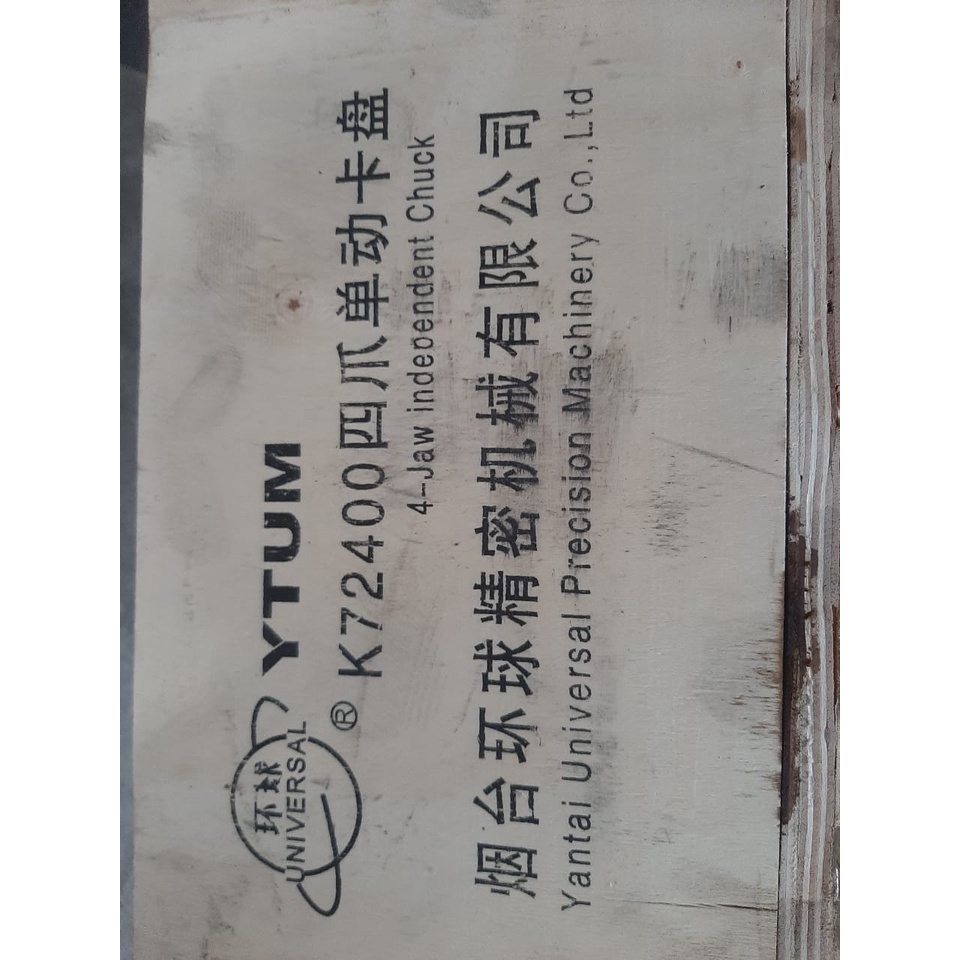 环球
UNIVERSAL
®
YTUM
K72400四爪单动卡盘
4-Jaw independent Chuck
烟台环球精密机械有限公司
Yantai Universal Precision Machinery Co.,Ltd